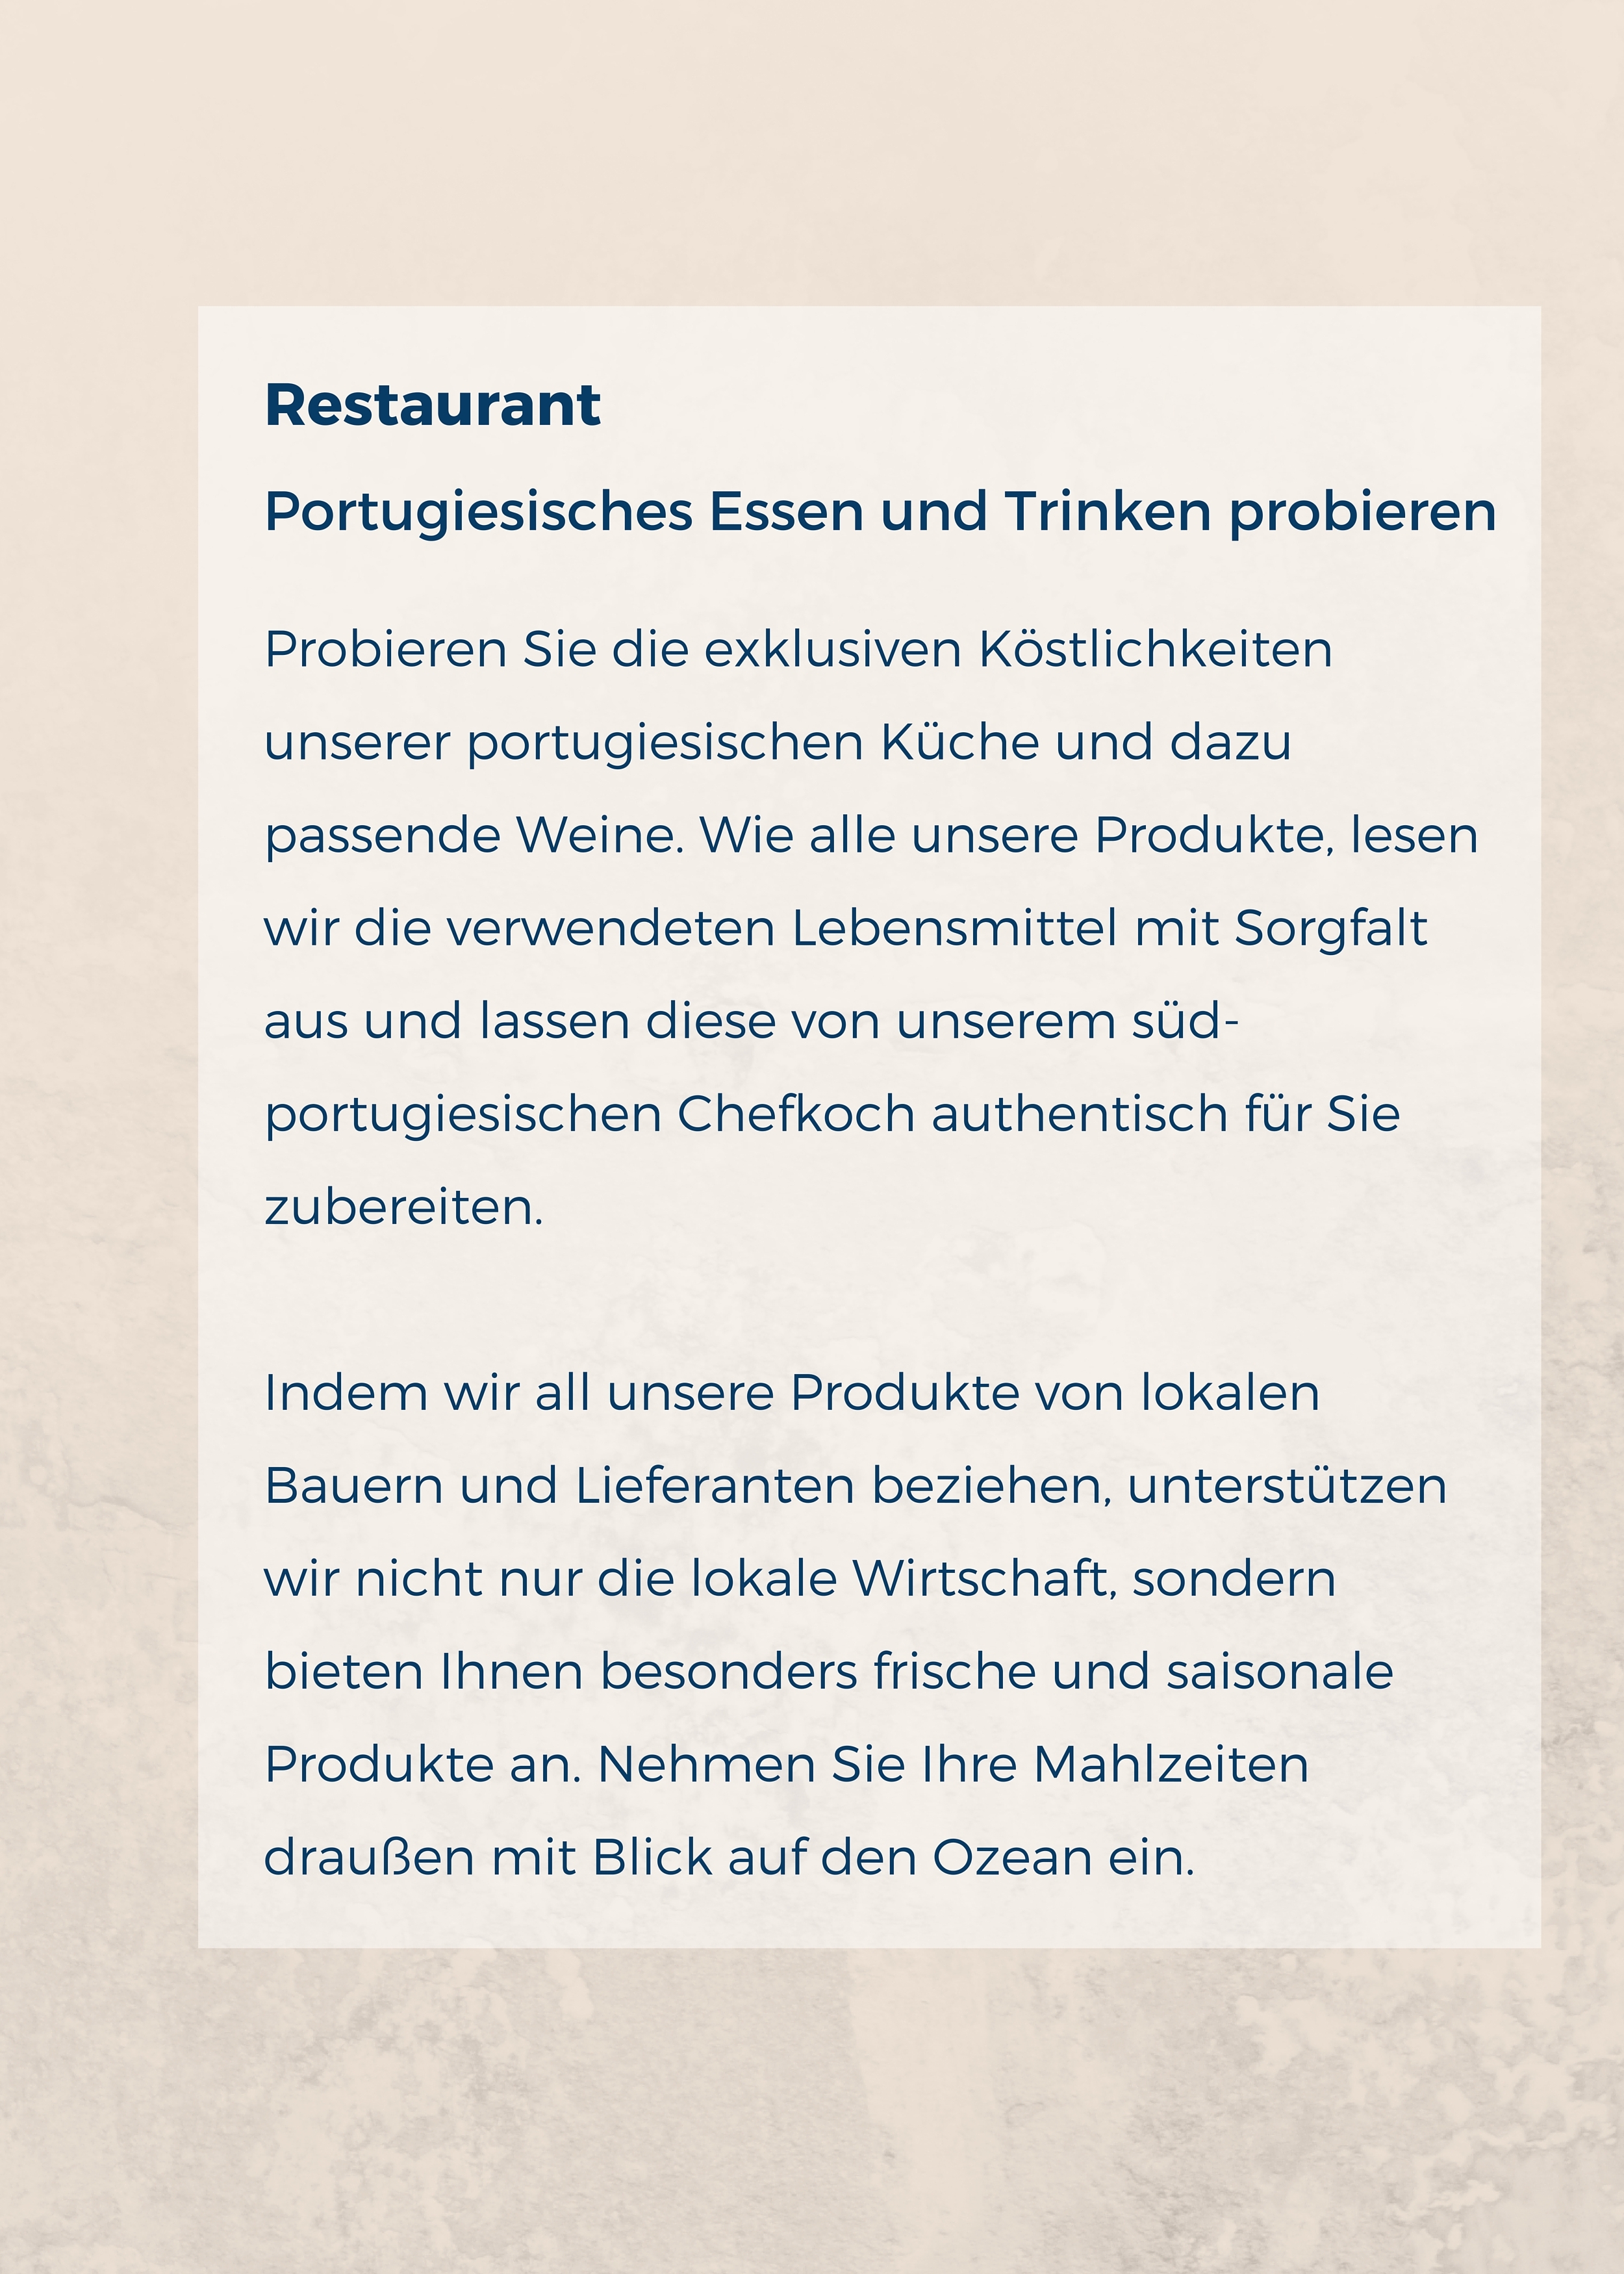 Restaurant
Portugiesisches Essen und Trinken probieren
Probieren Sie die exklusiven Köstlichkeiten
unserer portugiesischen Küche und dazu
passende Weine. Wie alle unsere Produkte, lesen
wir die verwendeten Lebensmittel mit Sorgfalt
aus und lassen diese von unserem süd-
portugiesischen Chefkoch authentisch für Sie
zubereiten.
Indem wir all unsere Produkte von lokalen
Bauern und Lieferanten beziehen, unterstützen
wir nicht nur die lokale Wirtschaft, sondern
bieten Ihnen besonders frische und saisonale
Produkte an. Nehmen Sie Ihre Mahlzeiten
draußen mit Blick auf den Ozean ein.